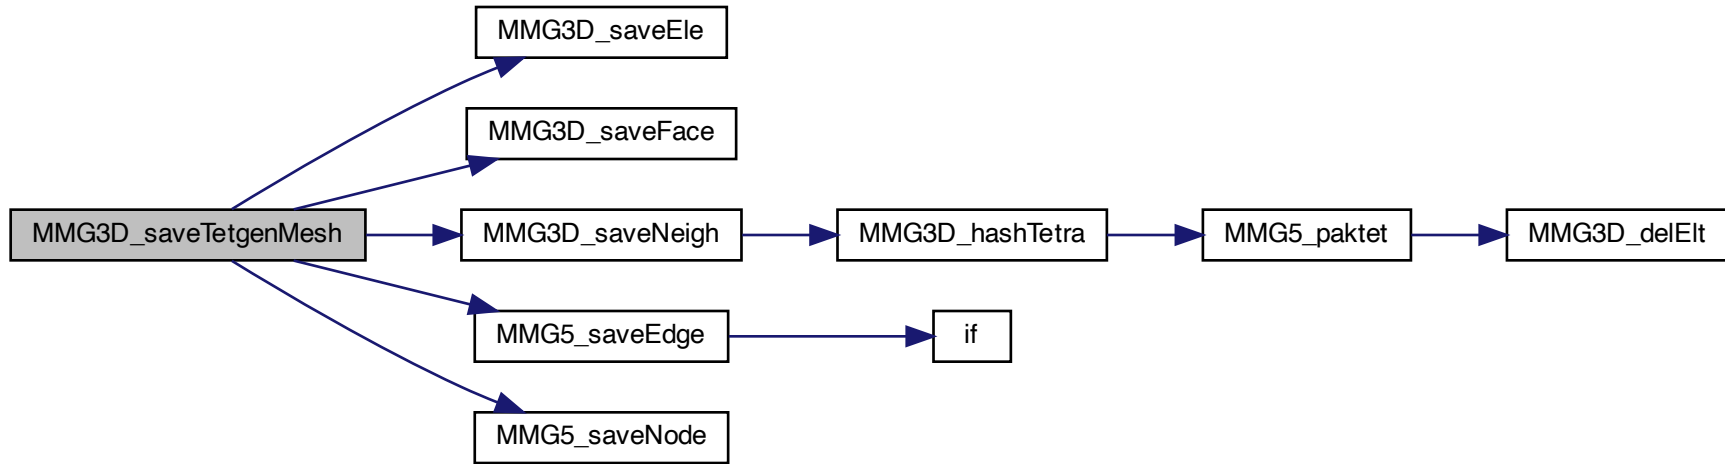 MMG3D_saveEle
MMG3D_saveFace
MMG3D_saveTetgenMesh
MMG3D_saveNeigh
MMG3D_hashTetra
MMG5_paktet
MMG3D_delElt
MMG5_saveEdge
if
MMG5_saveNode